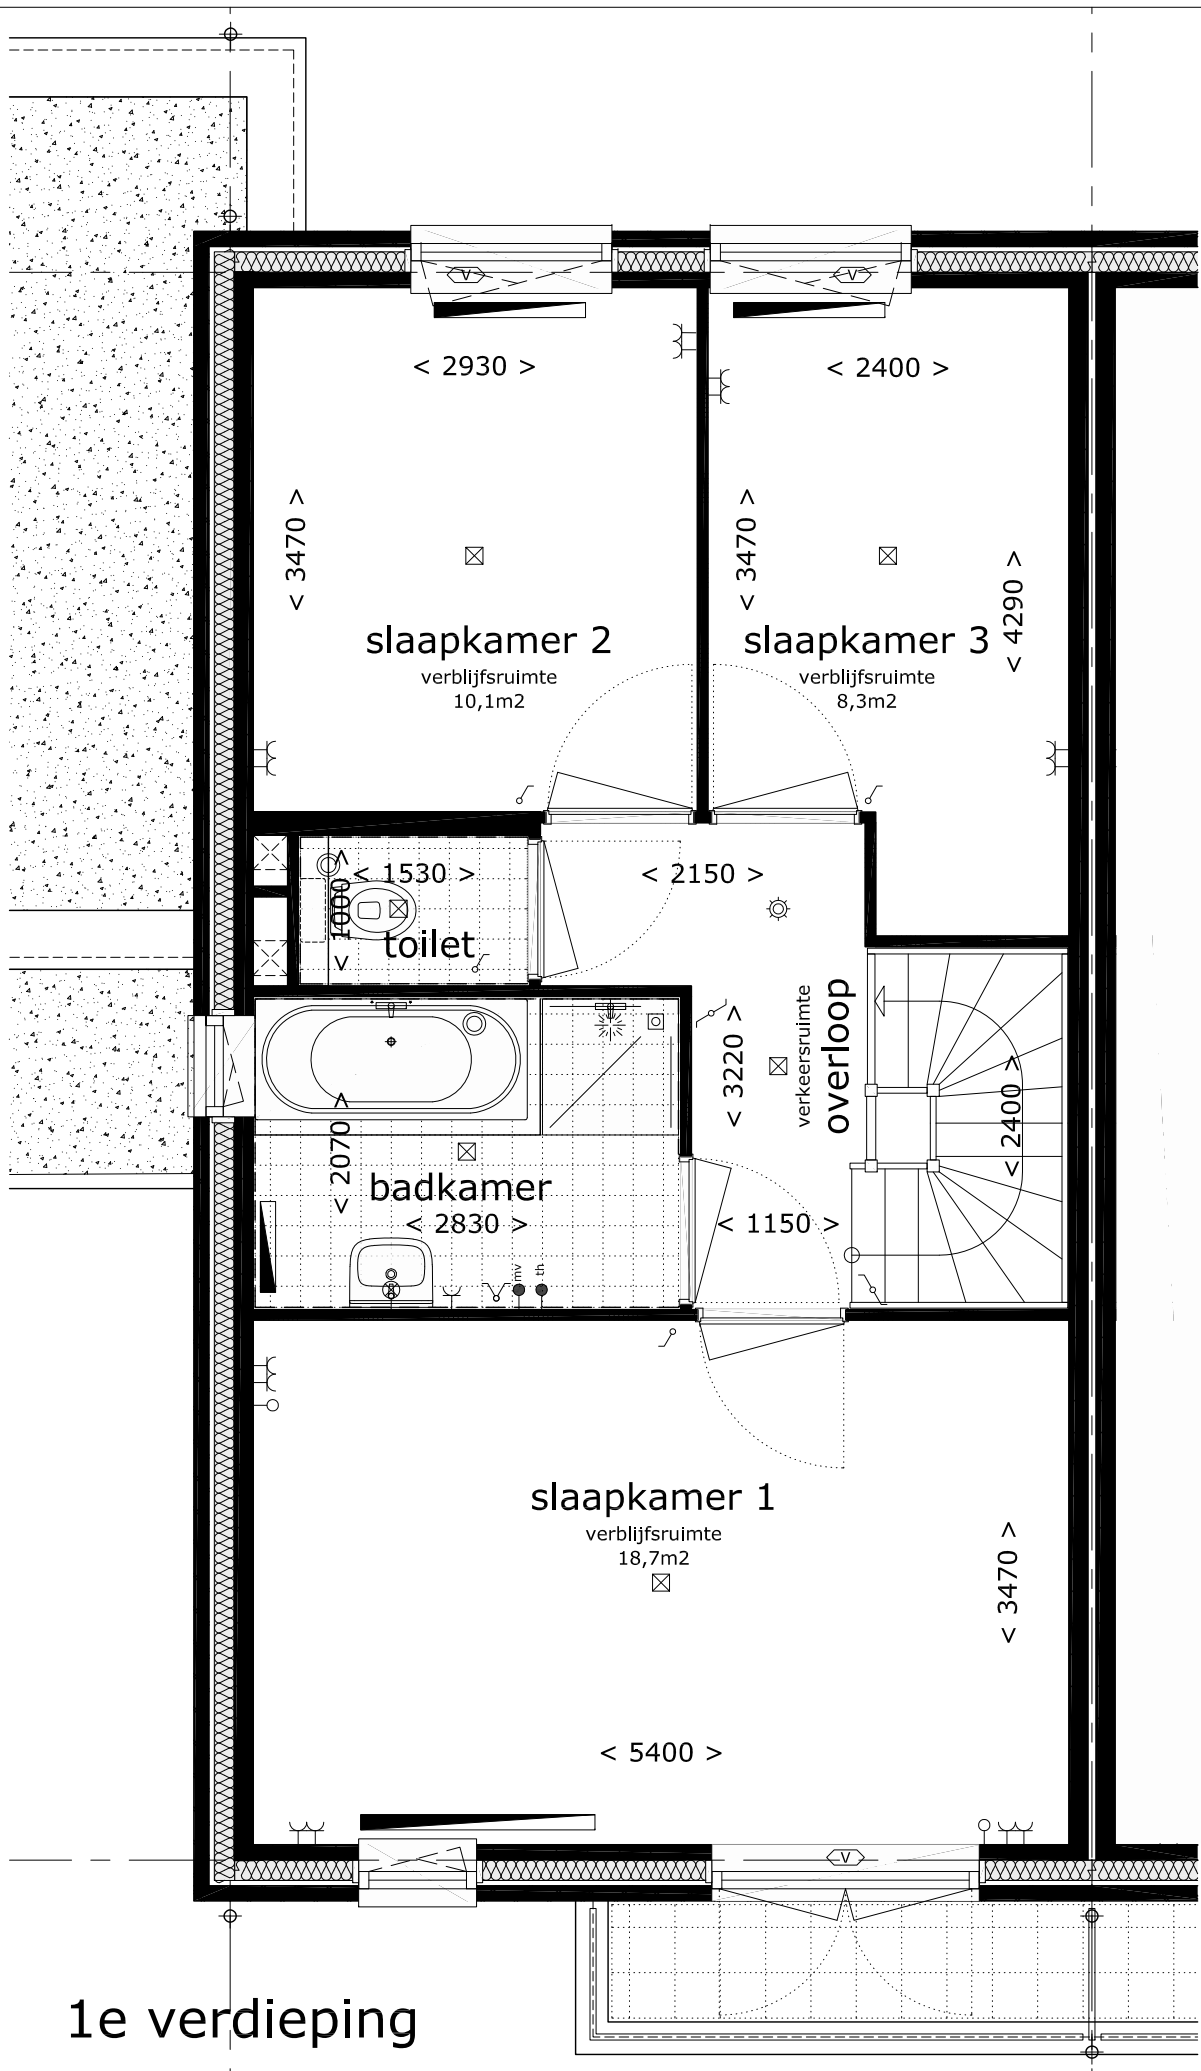 V
V
< 2930 >
< 2400 >
< 3470 >
< 3470 >
< 4290 >
slaapkamer 2
verblijfsruimte
10,1m2
slaapkamer 3
verblijfsruimte
8,3m2
< 1530 >
< 1000 >
toilet
< 2150 >
< 3220 >
verkeersruimte
overloop
< 2400 >
< 2070 >
badkamer
< 2830 >
< 1150 >
mv
th
slaapkamer 1
verblijfsruimte
18,7m2
< 3470 >
< 5400 >
V
1e verdieping